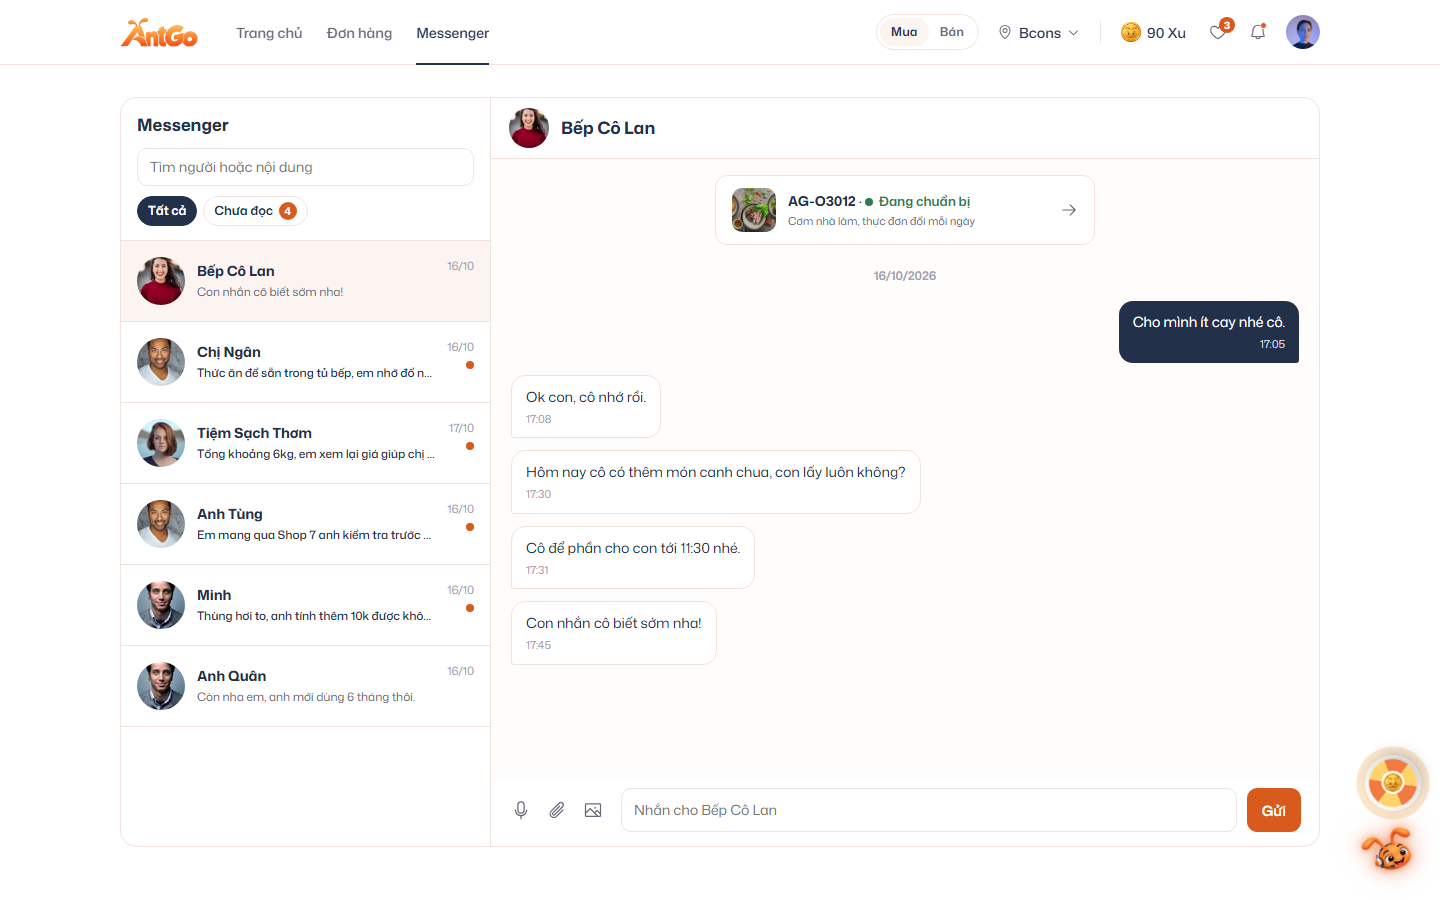 AntGo
Trang chủ
Đơn hàng
Messenger
Mua
Bán
Bcons
90 Xu
3
Messenger
Tìm người hoặc nội dung
Tất cả
Chưa đọc 4
Bếp Cô Lan
16/10
Con nhắn cô biết sớm nha!
Chị Ngân
16/10
Thức ăn để sẵn trong tủ bếp, em nhớ đổ n...
Tiệm Sạch Thơm
17/10
Tổng khoảng 6kg, em xem lại giá giúp chị ...
Anh Tùng
16/10
Em mang qua Shop 7 anh kiểm tra trước ...
Minh
16/10
Thùng hơi to, anh tính thêm 10k được khô...
Anh Quân
16/10
Còn nha em, anh mới dùng 6 tháng thôi.
Bếp Cô Lan
AG-O3012 · Đang chuẩn bị
Cơm nhà làm, thực đơn đổi mỗi ngày
16/10/2026
Cho mình ít cay nhé cô.
17:05
Ok con, cô nhớ rồi.
17:08
Hôm nay cô có thêm món canh chua, con lấy luôn không?
17:30
Cô để phần cho con tới 11:30 nhé.
17:31
Con nhắn cô biết sớm nha!
17:45
Nhắn cho Bếp Cô Lan
Gửi